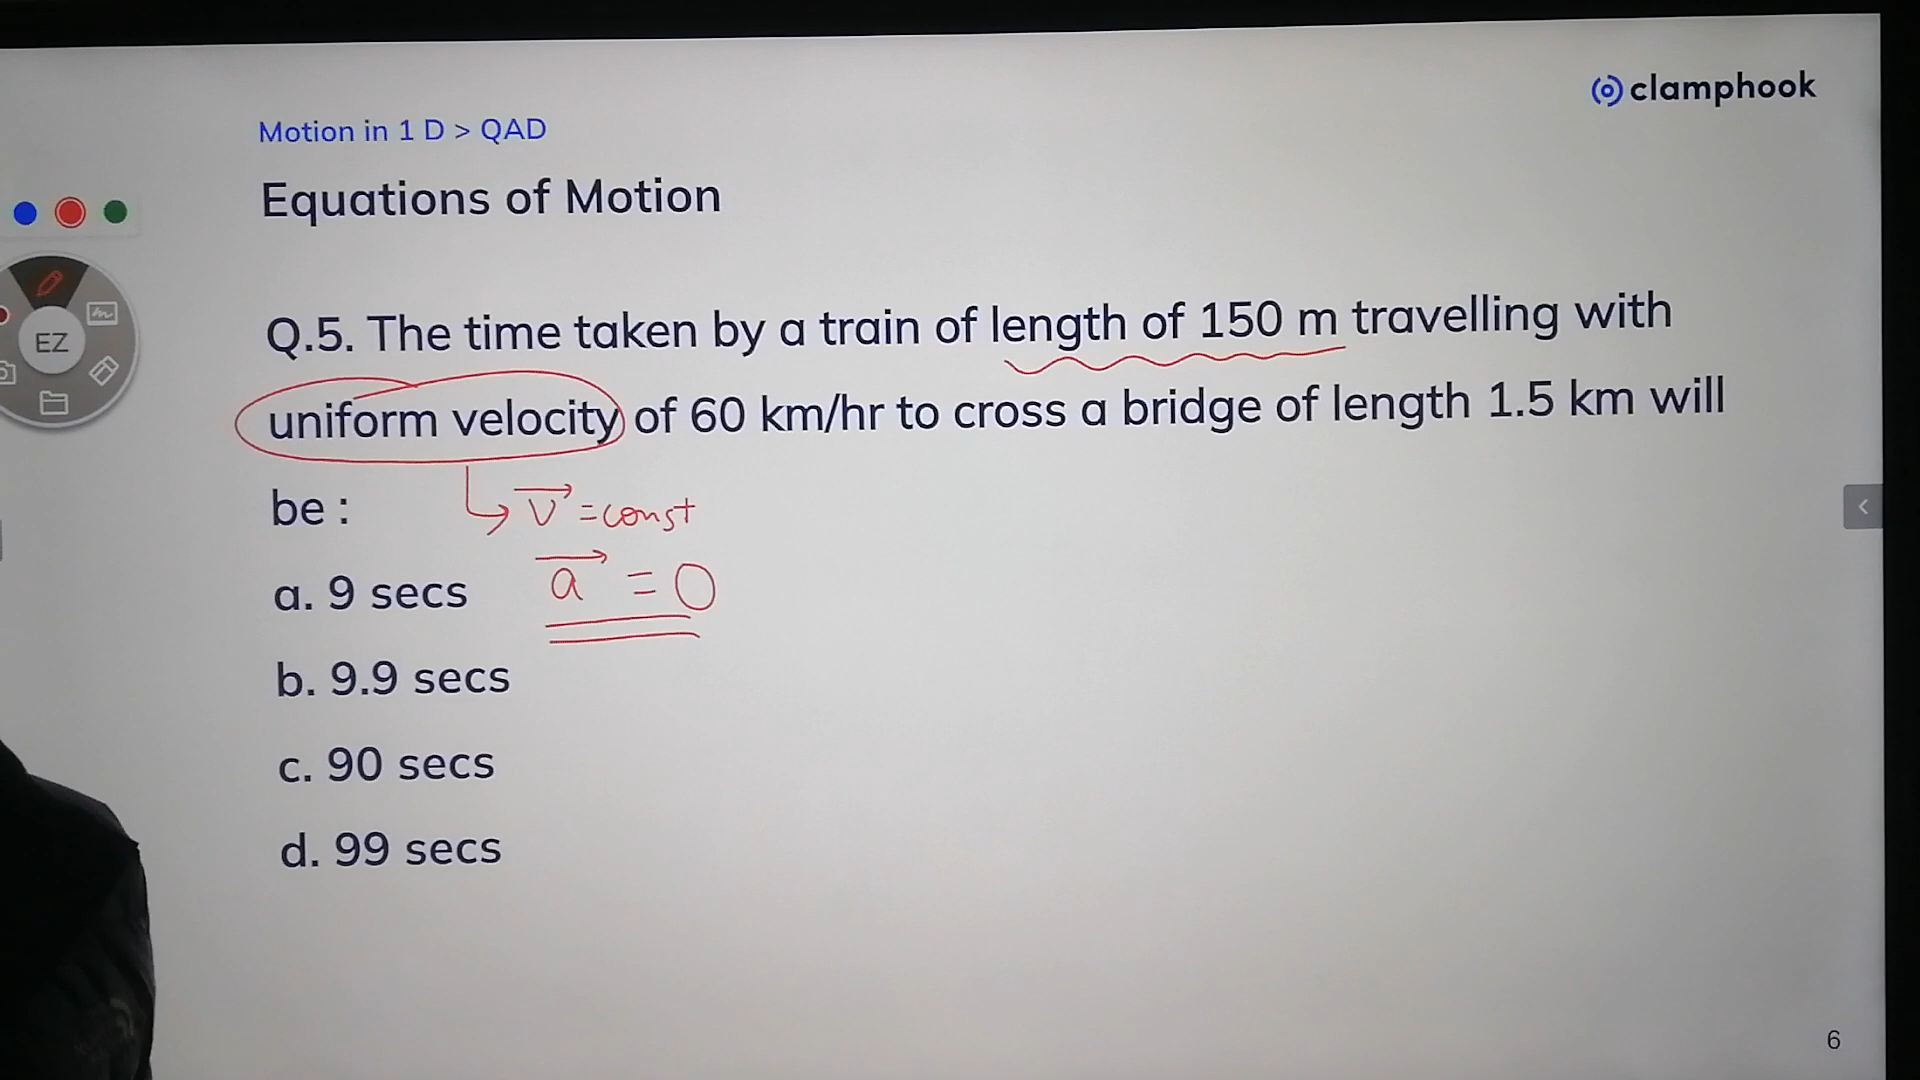 clamphook
Motion in 1 D > QAD
Equations of Motion
EZ
Q.5. The time taken by a train of length of 150 m travelling with
uniform velocity of 60 km/hr to cross a bridge of length 1.5 km will
be :
v = const
a. 9 secs
a = 0
b. 9.9 secs
c. 90 secs
d. 99 secs
6